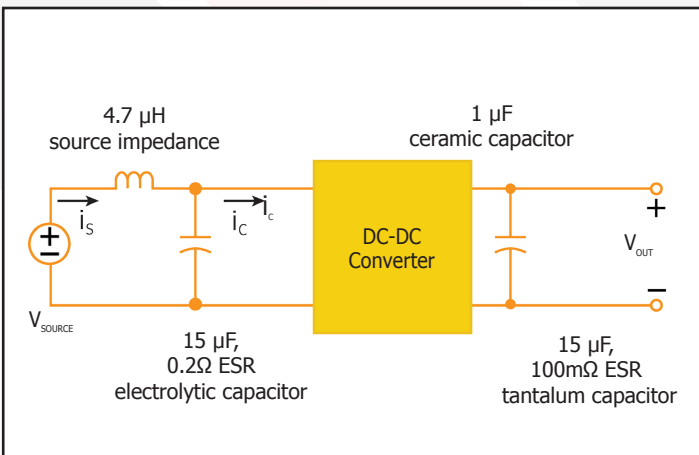 4.7 µH
source impedance
1 µF
ceramic capacitor
iS
iC
ic
+
−
VSOURCE
DC-DC
Converter
+
VOUT
−
15 µF,
0.2Ω ESR
electrolytic capacitor
15 µF,
100mΩ ESR
tantalum capacitor